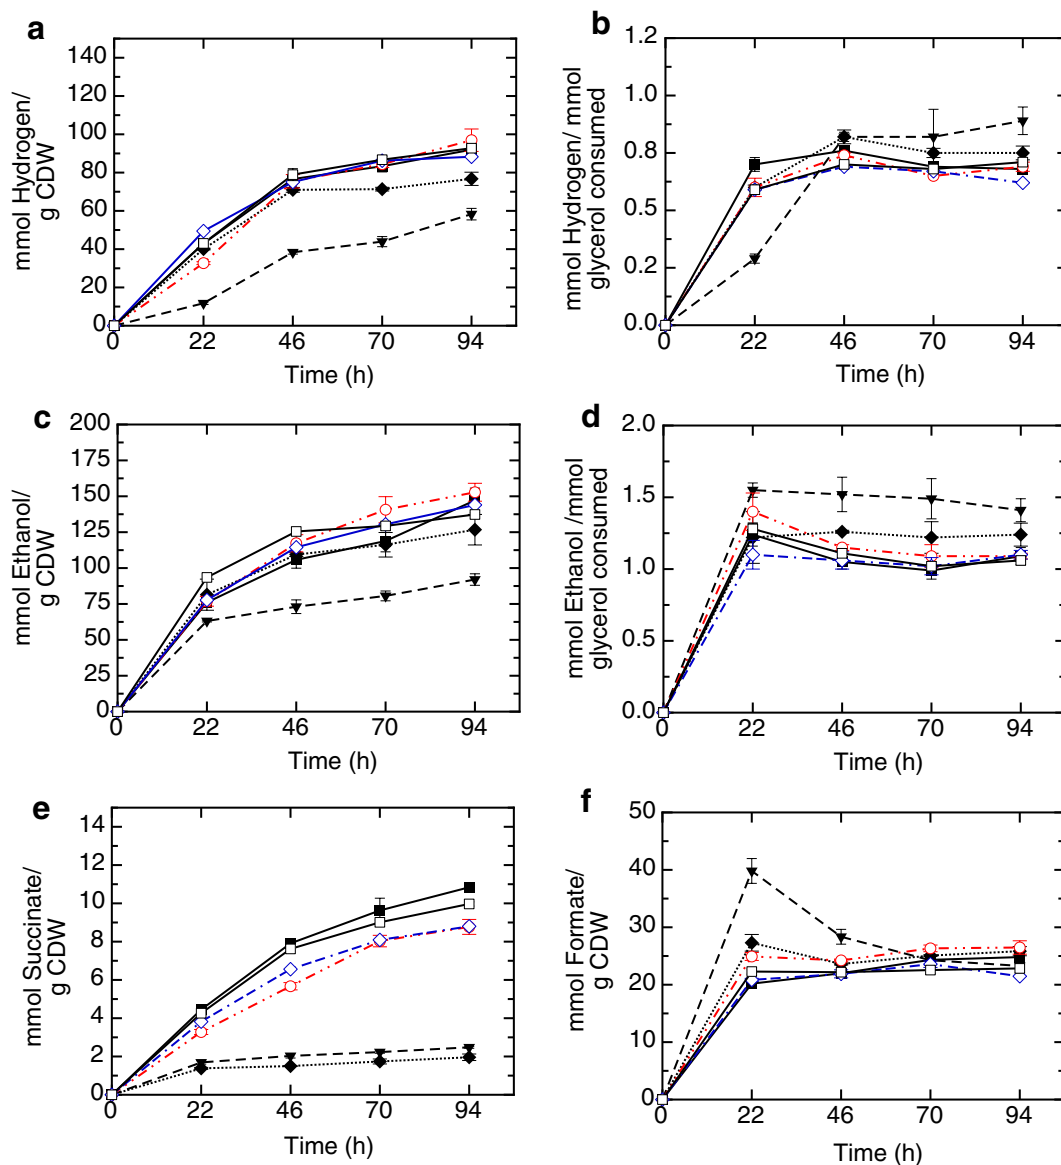 a
mmol Hydrogen/
g CDW
140
120
100
80
60
40
20
0
0 22 46 70 94
Time (h)
b
mmol Hydrogen/ mmol
glycerol consumed
1.2
1.0
0.8
0.6
0.2
0.0
0 22 46 70 94
Time (h)
c
mmol Ethanol/
g CDW
200
175
150
125
100
75
50
25
0
0 22 46 70 94
Time (h)
d
mmol Ethanol /mmol
glycerol consumed
2.0
1.5
1.0
0.5
0.0
0 22 46 70 94
Time (h)
e
mmol Succinate/
g CDW
14
12
10
8
6
4
2
0
0 22 46 70 94
Time (h)
f
mmol Formate/
g CDW
50
40
30
20
10
0
0 22 46 70 94
Time (h)